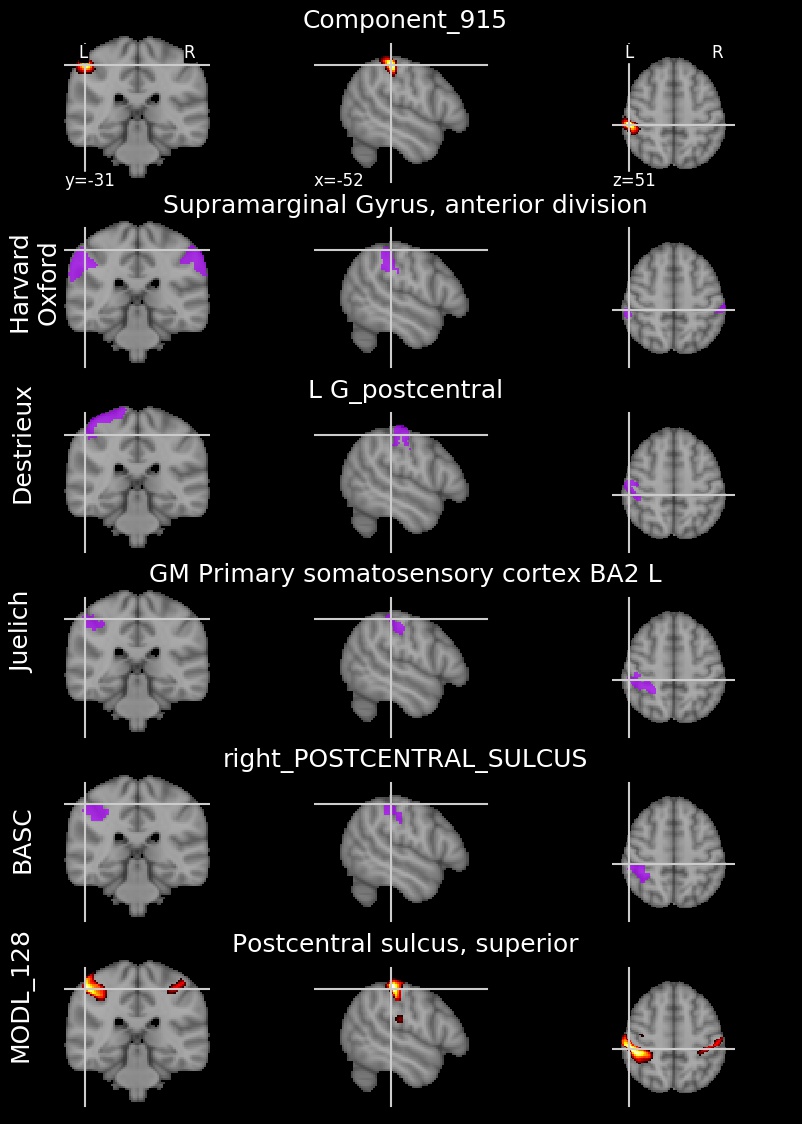 Component_915
L R
L R
y=-31
x=-52
z=51
Supramarginal Gyrus, anterior division
Harvard
Oxford
L G_postcentral
Destrieux
GM Primary somatosensory cortex BA2 L
Juelich
right_POSTCENTRAL_SULCUS
BASC
Postcentral sulcus, superior
MODL_128